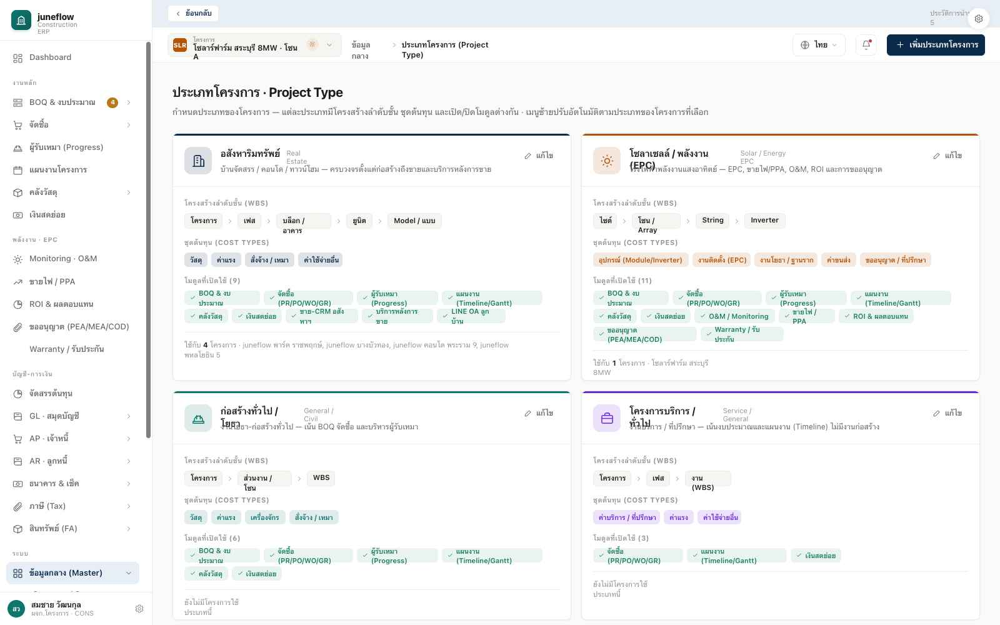 juneflow
Construction
ERP
Dashboard
งานหลัก
BOQ & งบประมาณ 4
จัดซื้อ
ผู้รับเหมา (Progress)
แผนงานโครงการ
คลังวัสดุ
เงินสดย่อย
พลังงาน · EPC
Monitoring · O&M
ขายไฟ / PPA
ROI & ผลตอบแทน
ขออนุญาต (PEA/MEA/COD)
Warranty / รับประกัน
บัญชี-การเงิน
จัดสรรต้นทุน
GL · สมุดบัญชี
AP · เจ้าหนี้
AR · ลูกหนี้
ธนาคาร & เช็ค
ภาษี (Tax)
สินทรัพย์ (FA)
ระบบ
ข้อมูลกลาง (Master)
สว
สมชาย วัฒนกุล
ผจก.โครงการ · CONS
ย้อนกลับ
5
SLR
โครงการ
โซลาร์ฟาร์ม สระบุรี 8MW · โซน
A
ข้อมูล
กลาง
ประเภทโครงการ (Project
Type)
ไทย
เพิ่มประเภทโครงการ
ประเภทโครงการ · Project Type
กำหนดประเภทของโครงการ — แต่ละประเภทมีโครงสร้างลำดับชั้น ชุดต้นทุน และเปิด/ปิดโมดูลต่างกัน · เมนูซ้ายปรับอัตโนมัติตามประเภทของโครงการที่เลือก
อสังหาริมทรัพย์ Real
Estate
แก้ไข
บ้านจัดสรร / คอนโด / ทาวน์โฮม — ครบวงจรตั้งแต่ก่อสร้างถึงขายและบริการหลังการขาย
โครงสร้างลำดับชั้น (WBS)
โครงการ
เฟส
บล็อก /
อาคาร
ยูนิต
Model / แบบ
ชุดต้นทุน (COST TYPES)
วัสดุ
ค่าแรง
สั่งจ้าง / เหมา
ค่าใช้จ่ายอื่น
โมดูลที่เปิดใช้ (9)
BOQ & งบ
ประมาณ
จัดซื้อ
(PR/PO/WO/GR)
ผู้รับเหมา
(Progress)
แผนงาน
(Timeline/Gantt)
คลังวัสดุ
เงินสดย่อย
ขาย-CRM อสัง
หาฯ
บริการหลังการ
ขาย
LINE OA ลูก
บ้าน
ใช้กับ 4 โครงการ · juneflow พาร์ค ราชพฤกษ์, juneflow บางบัวทอง, juneflow คอนโด พระราม 9, juneflow
พหลโยธิน 5
โซลาเซลล์ / พลังงาน
(EPC)
Solar / Energy
EPC
แก้ไข
โรงไฟฟ้าพลังงานแสงอาทิตย์ — EPC, ขายไฟ/PPA, O&M, ROI และการขออนุญาต
โครงสร้างลำดับชั้น (WBS)
ไซต์
โซน /
Array
String
Inverter
ชุดต้นทุน (COST TYPES)
อุปกรณ์ (Module/Inverter)
งานติดตั้ง (EPC)
งานโยธา / ฐานราก
ค่าขนส่ง
ขออนุญาต / ที่ปรึกษา
โมดูลที่เปิดใช้ (11)
BOQ & งบ
ประมาณ
จัดซื้อ
(PR/PO/WO/GR)
ผู้รับเหมา
(Progress)
แผนงาน
(Timeline/Gantt)
คลังวัสดุ
เงินสดย่อย
O&M / Monitoring
ขายไฟ /
PPA
ROI & ผลตอบแทน
ขออนุญาต
(PEA/MEA/COD)
Warranty / รับ
ประกัน
ใช้กับ 1 โครงการ · โซลาร์ฟาร์ม สระบุรี
8MW
ก่อสร้างทั่วไป /
โยธา
General /
Civil
แก้ไข
งานโยธา-ก่อสร้างทั่วไป — เน้น BOQ จัดซื้อ และบริหารผู้รับเหมา
โครงสร้างลำดับชั้น (WBS)
โครงการ
ส่วนงาน /
โซน
WBS
ชุดต้นทุน (COST TYPES)
วัสดุ
ค่าแรง
เครื่องจักร
สั่งจ้าง / เหมา
โมดูลที่เปิดใช้ (6)
BOQ & งบ
ประมาณ
จัดซื้อ
(PR/PO/WO/GR)
ผู้รับเหมา
(Progress)
แผนงาน
(Timeline/Gantt)
คลังวัสดุ
เงินสดย่อย
ยังไม่มีโครงการใช้
ประเภทนี้
โครงการบริการ /
ทั่วไป
Service /
General
แก้ไข
งานบริการ / ที่ปรึกษา — เน้นงบประมาณและแผนงาน (Timeline) ไม่มีงานก่อสร้าง
โครงสร้างลำดับชั้น (WBS)
โครงการ
เฟส
งาน
(WBS)
ชุดต้นทุน (COST TYPES)
ค่าบริการ / ที่ปรึกษา
ค่าแรง
ค่าใช้จ่ายอื่น
โมดูลที่เปิดใช้ (3)
จัดซื้อ
(PR/PO/WO/GR)
แผนงาน
(Timeline/Gantt)
เงินสดย่อย
ยังไม่มีโครงการใช้
ประเภทนี้